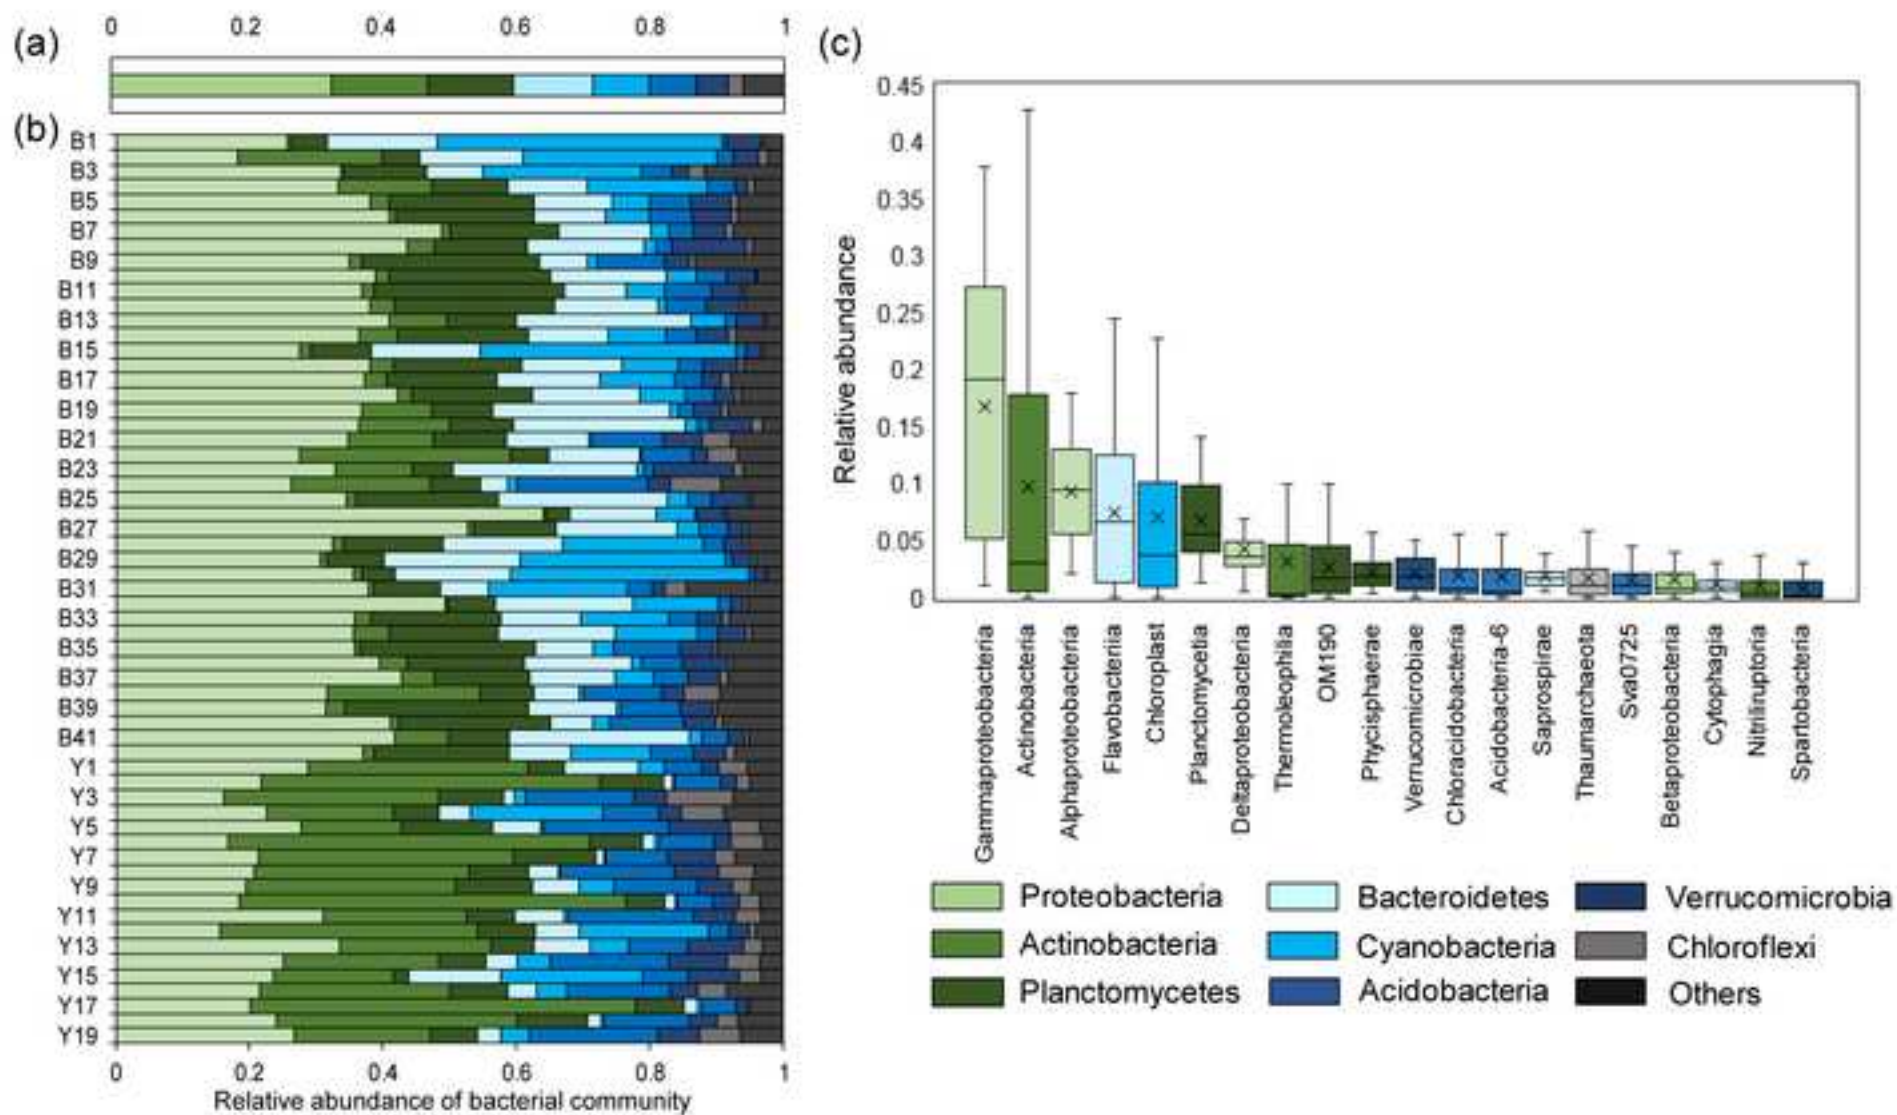 (a)
0 0.2 0.4 0.6 0.8 1
(b)
B1
B3
B5
B7
B9
B11
B13
B15
B17
B19
B21
B23
B25
B27
B29
B31
B33
B35
B37
B39
B41
Y1
Y3
Y5
Y7
Y9
Y11
Y13
Y15
Y17
Y19
0 0.2 0.4 0.6 0.8 1
Relative abundance of bacterial community
(c)
Relative abundance
0.45
0.4
0.35
0.3
0.25
0.2
0.15
0.1
0.05
0
Gammaproteobacteria
Actinobacteria
Alphaproteobacteria
Flavobacteriia
Chloroplast
Planctomycetia
Deltaproteobacteria
Thermoleophilia
OM190
Phycisphaerae
Verrucomicrobiae
Chloracidobacteria
Acidobacteria-6
Saprospirae
Thaumarchaeota
Sva0725
Betaproteobacteria
Cytophagia
Nitriliruptoria
Spartobacteria
Proteobacteria
Actinobacteria
Planctomycetes
Bacteroidetes
Cyanobacteria
Acidobacteria
Verrucomicrobia
Chloroflexi
Others